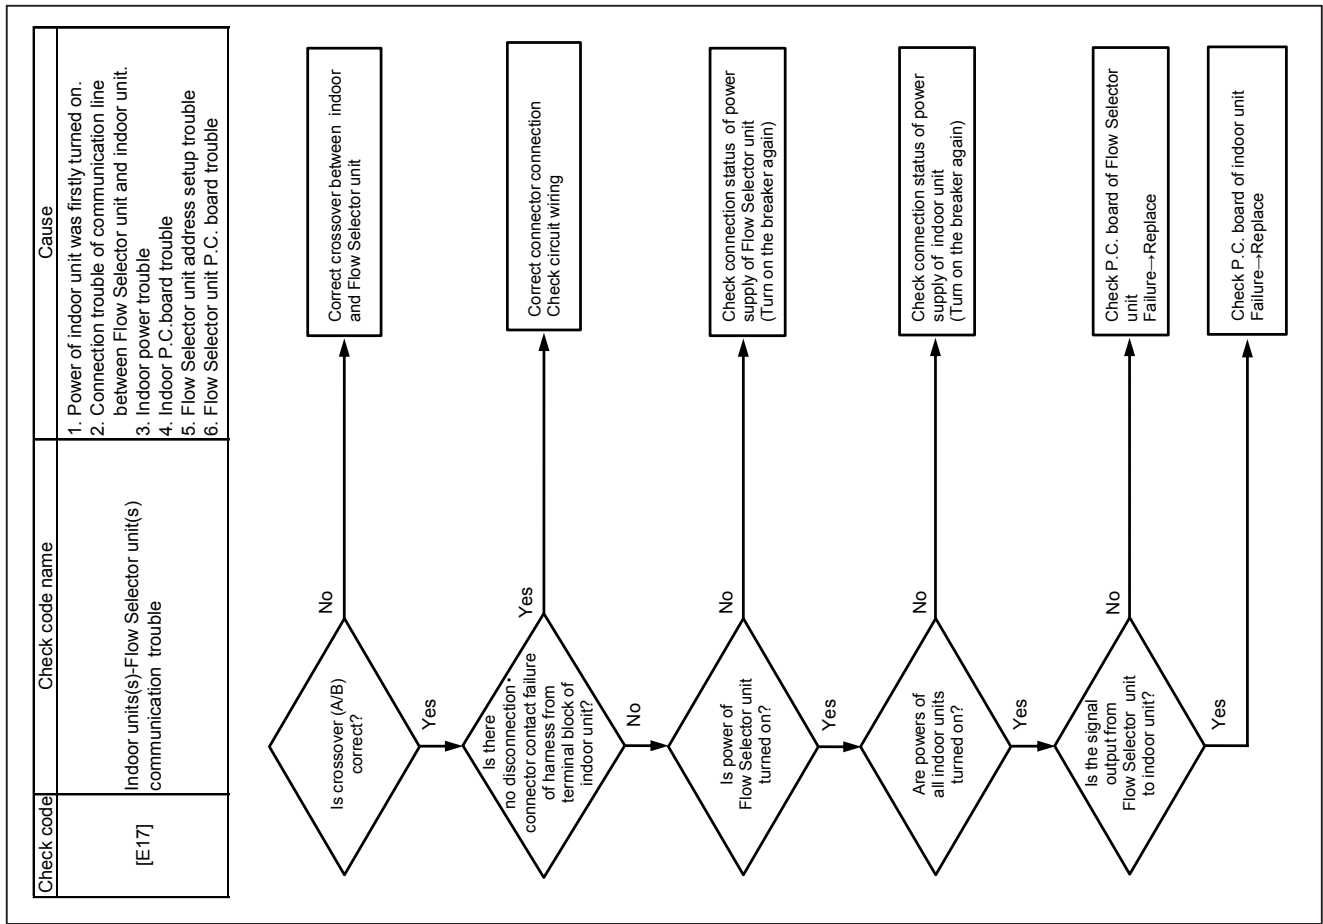 Check code
Check code name
Cause
[E17]
Indoor units(s)-Flow Selector unit(s)
communication trouble
1. Power of indoor unit was firstly turned on.
2. Connection trouble of communication line
between Flow Selector unit and indoor unit.
3. Indoor power trouble
4. Indoor P.C.board trouble
5. Flow Selector unit address setup trouble
6. Flow Selector unit P.C. board trouble
Is crossover (A/B)
correct?
No
Correct crossover between indoor
and Flow Selector unit
Yes
Is there
no disconnection•
connector contact failure
of harness from
terminal block of
indoor unit?
Yes
Correct connector connection
Check circuit wiring
No
Is power of
Flow Selector unit
turned on?
No
Check connection status of power
supply of Flow Selector unit
(Turn on the breaker again)
Yes
Are powers of
all indoor units
turned on?
No
Check connection status of power
supply of indoor unit
(Turn on the breaker again)
Yes
Is the signal
output from
Flow Selector unit
to indoor unit?
No
Check P.C. board of Flow Selector
unit
Failure→Replace
Yes
Check P.C. board of indoor unit
Failure→Replace